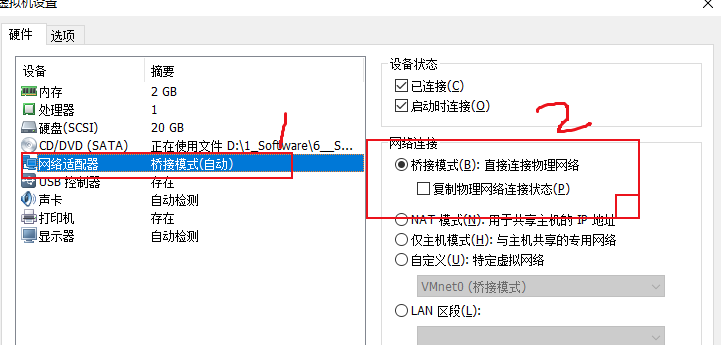 虚拟机设置
硬件 选项
设备 摘要
内存 2 GB
处理器 1
硬盘(SCSI) 20 GB
CD/DVD (SATA) 正在使用文件 D:\1_Software\6__S...
网络适配器 桥接模式(自动)
USB 控制器 存在
声卡 自动检测
打印机 存在
显示器 自动检测
1
设备状态
已连接(C)
启动时连接(O)
2
网络连接
桥接模式(B): 直接连接物理网络
复制物理网络连接状态(P)
NAT 模式(N): 用于共享主机的 IP 地址
仅主机模式(H): 与主机共享的专用网络
自定义(U): 特定虚拟网络
VMnet0 (桥接模式)
LAN 区段(L):